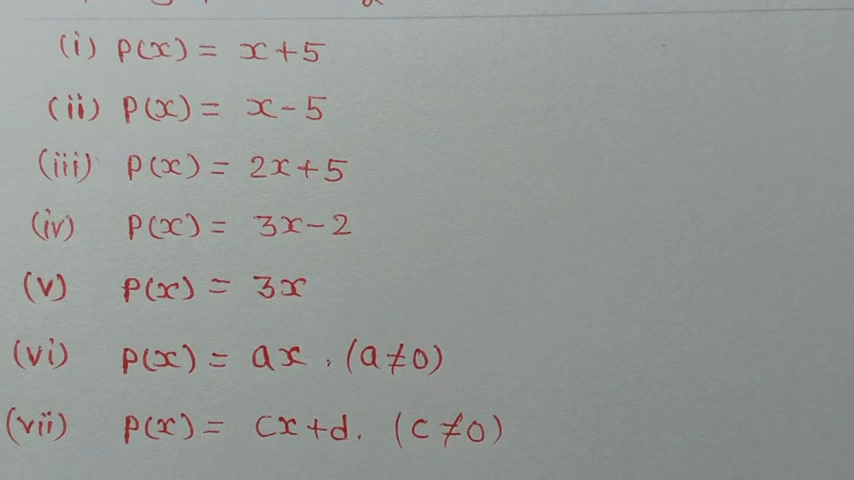 (i) p(x) = x+5
(ii) p(x) = x-5
(iii) p(x) = 2x+5
(iv) p(x) = 3x-2
(v) p(x) = 3x
(vi) p(x) = ax, (a≠0)
(vii) p(x) = cx+d. (c≠0)